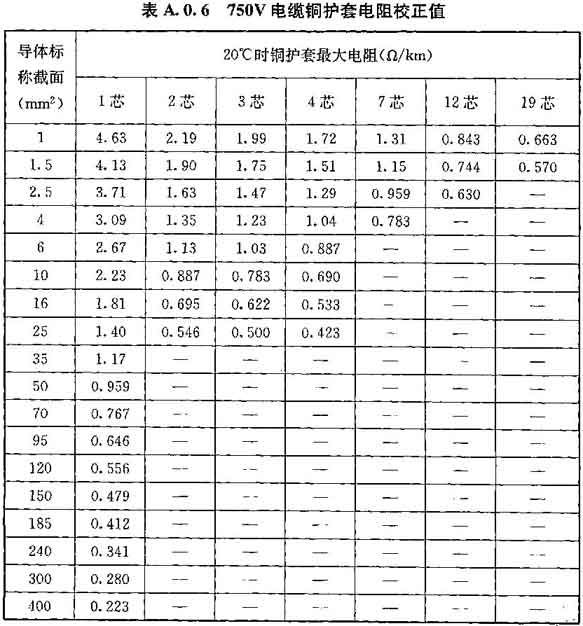 表 A.0.6 750V 电缆铜护套电阻校正值
导体标称截面(mm²) 20℃时铜护套最大电阻(Ω/km)
1芯 2芯 3芯 4芯 7芯 12芯 19芯
1 4.63 2.19 1.99 1.72 1.31 0.843 0.663
1.5 4.13 1.90 1.75 1.51 1.15 0.744 0.570
2.5 3.71 1.63 1.47 1.29 0.959 0.630 —
4 3.09 1.35 1.23 1.04 0.783 — —
6 2.67 1.13 1.03 0.887 — — —
10 2.23 0.887 0.783 0.690 — — —
16 1.81 0.695 0.622 0.533 — — —
25 1.40 0.546 0.500 0.423 — — —
35 1.17 — — — — — —
50 0.959 — — — — — —
70 0.767 — — — — — —
95 0.646 — — — — — —
120 0.556 — — — — — —
150 0.479 — — — — — —
185 0.412 — — — — — —
240 0.341 — — — — — —
300 0.280 — — — — — —
400 0.223 — — — — — —